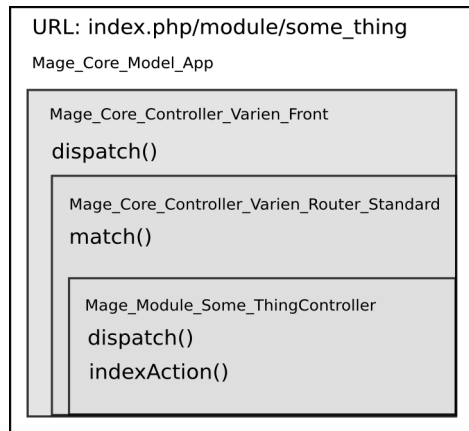 URL: index.php/module/some_thing
Mage_Core_Model_App
Mage_Core_Controller_Varien_Front
dispatch()
Mage_Core_Controller_Varien_Router_Standard
match()
Mage_Module_Some_ThingController
dispatch()
indexAction()